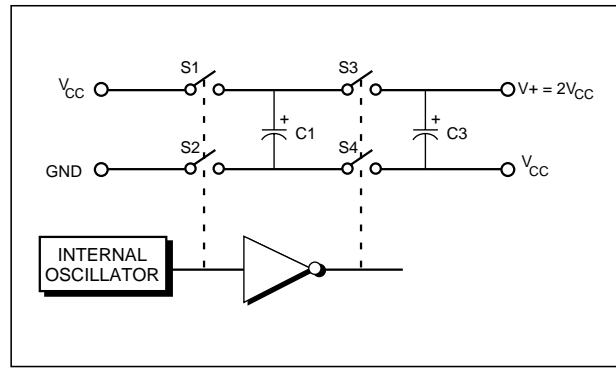 S1 S3
VCC V+ = 2VCC
+ C1 + C3
S2 S4
GND VCC
INTERNAL
OSCILLATOR